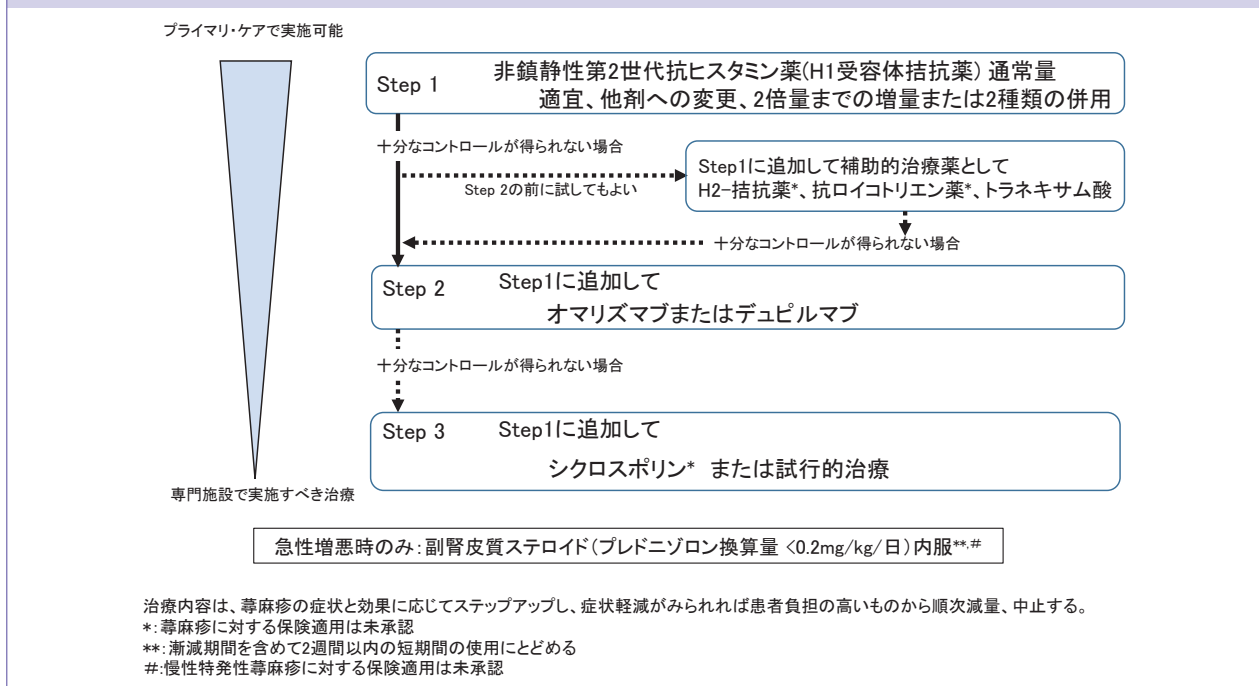 プライマリ・ケアで実施可能
Step 1
非鎮静性第2世代抗ヒスタミン薬(H1受容体拮抗薬) 通常量
適宜、他剤への変更、2倍量までの増量または2種類の併用
十分なコントロールが得られない場合
Step 2の前に試してもよい
Step1に追加して補助的治療薬として
H2-拮抗薬*、抗ロイコトリエン薬*、トラネキサム酸
十分なコントロールが得られない場合
Step 2
Step1に追加して
オマリズマブまたはデュピルマブ
十分なコントロールが得られない場合
Step 3
Step1に追加して
シクロスポリン* または試行的治療
専門施設で実施すべき治療
急性増悪時のみ:副腎皮質ステロイド(プレドニゾロン換算量 <0.2mg/kg/日)内服**,#
治療内容は、蕁麻疹の症状と効果に応じてステップアップし、症状軽減がみられれば患者負担の高いものから順次減量、中止する。
*:蕁麻疹に対する保険適用は未承認
**:漸減期間を含めて2週間以内の短期間の使用にとどめる
#:慢性特発性蕁麻疹に対する保険適用は未承認